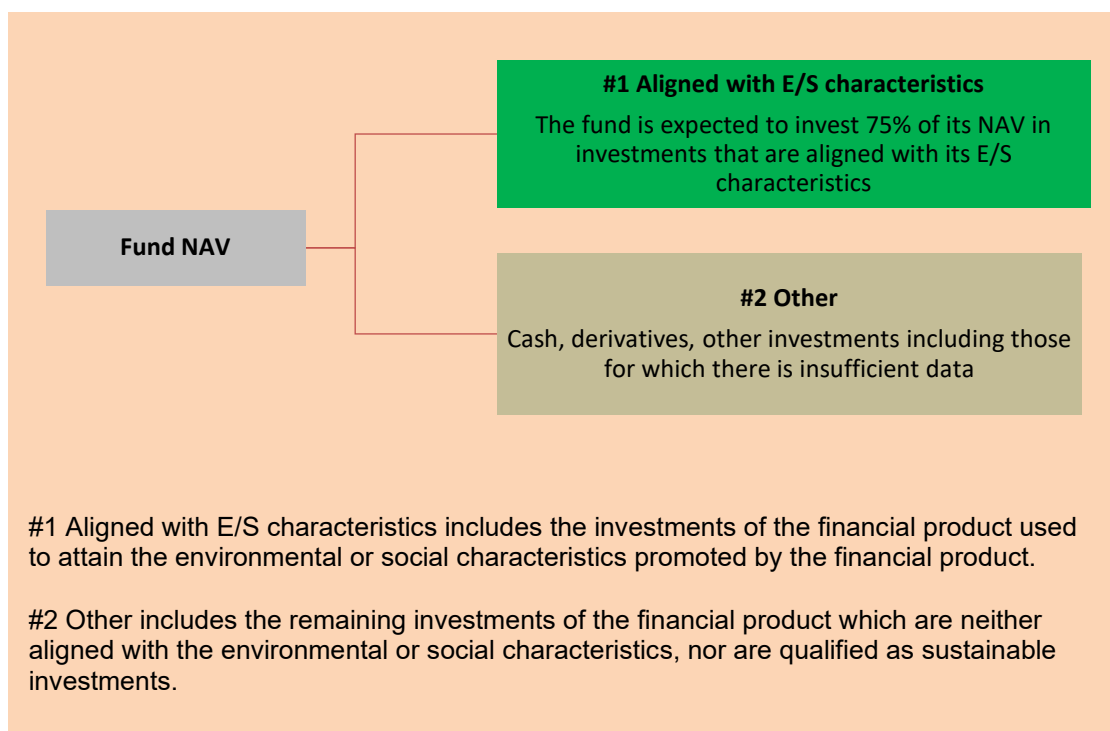 #1 Aligned with E/S characteristics
The fund is expected to invest 75% of its NAV in
investments that are aligned with its E/S
characteristics
Fund NAV
#2 Other
Cash, derivatives, other investments including those
for which there is insufficient data
#1 Aligned with E/S characteristics includes the investments of the financial product used
to attain the environmental or social characteristics promoted by the financial product.
#2 Other includes the remaining investments of the financial product which are neither
aligned with the environmental or social characteristics, nor are qualified as sustainable
investments.